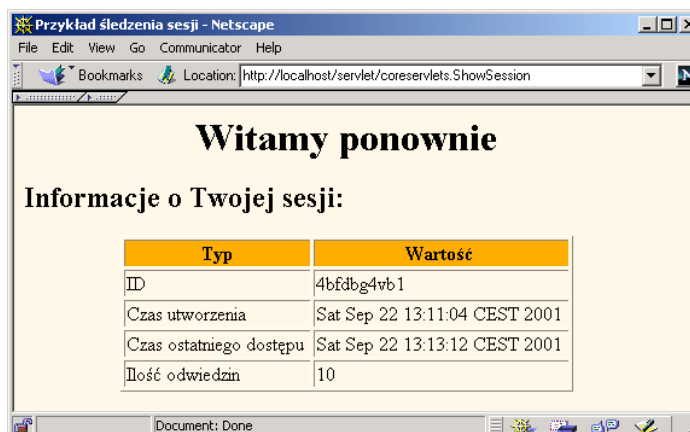 Przykład śledzenia sesji - Netscape
File Edit View Go Communicator Help
Bookmarks Location: http://localhost/servlet/coreservlets.ShowSession
Witamy ponownie
Informacje o Twojej sesji:
Typ Wartość
ID 4bfdbg4vb1
Czas utworzenia Sat Sep 22 13:11:04 CEST 2001
Czas ostatniego dostępu Sat Sep 22 13:13:12 CEST 2001
Ilość odwiedzin 10
Document: Done